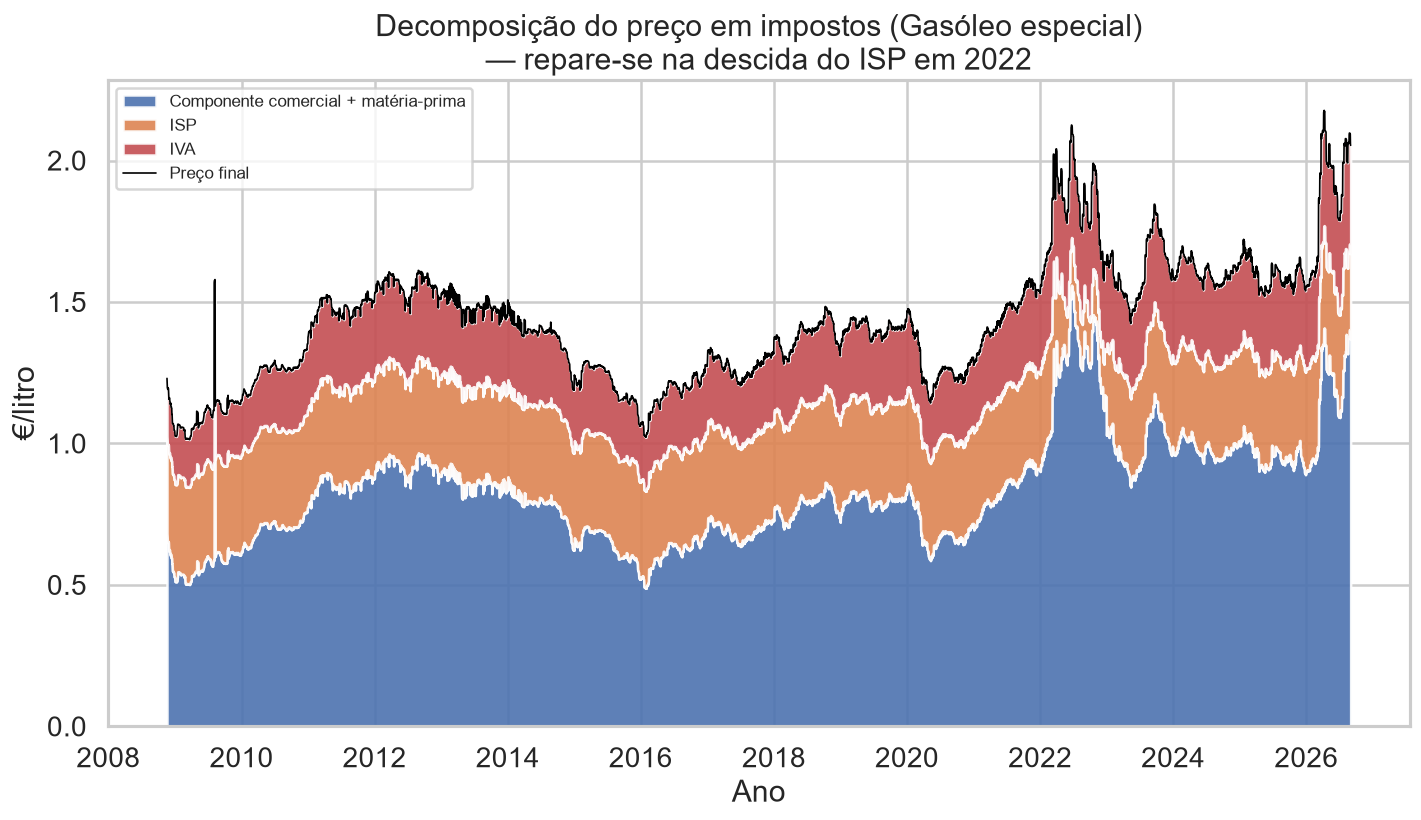 Decomposição do preço em impostos (Gasóleo especial)
— repare-se na descida do ISP em 2022
Componente comercial + matéria-prima
ISP
IVA
Preço final
€/litro
2.0
1.5
1.0
0.5
0.0
2008 2010 2012 2014 2016 2018 2020 2022 2024 2026
Ano